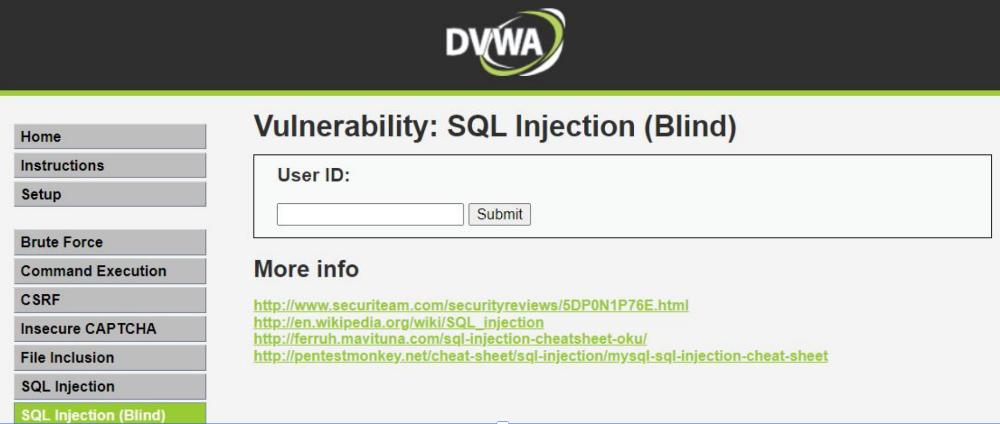 DVWA
Home
Instructions
Setup
Brute Force
Command Execution
CSRF
Insecure CAPTCHA
File Inclusion
SQL Injection
SQL Injection (Blind)
Vulnerability: SQL Injection (Blind)
User ID:
Submit
More info
http://www.securiteam.com/securityreviews/5DP0N1P76E.html
http://en.wikipedia.org/wiki/SQL_injection
http://ferruh.mavituna.com/sql-injection-cheatsheet-oku/
http://pentestmonkey.net/cheat-sheet/sql-injection/mysql-sql-injection-cheat-sheet